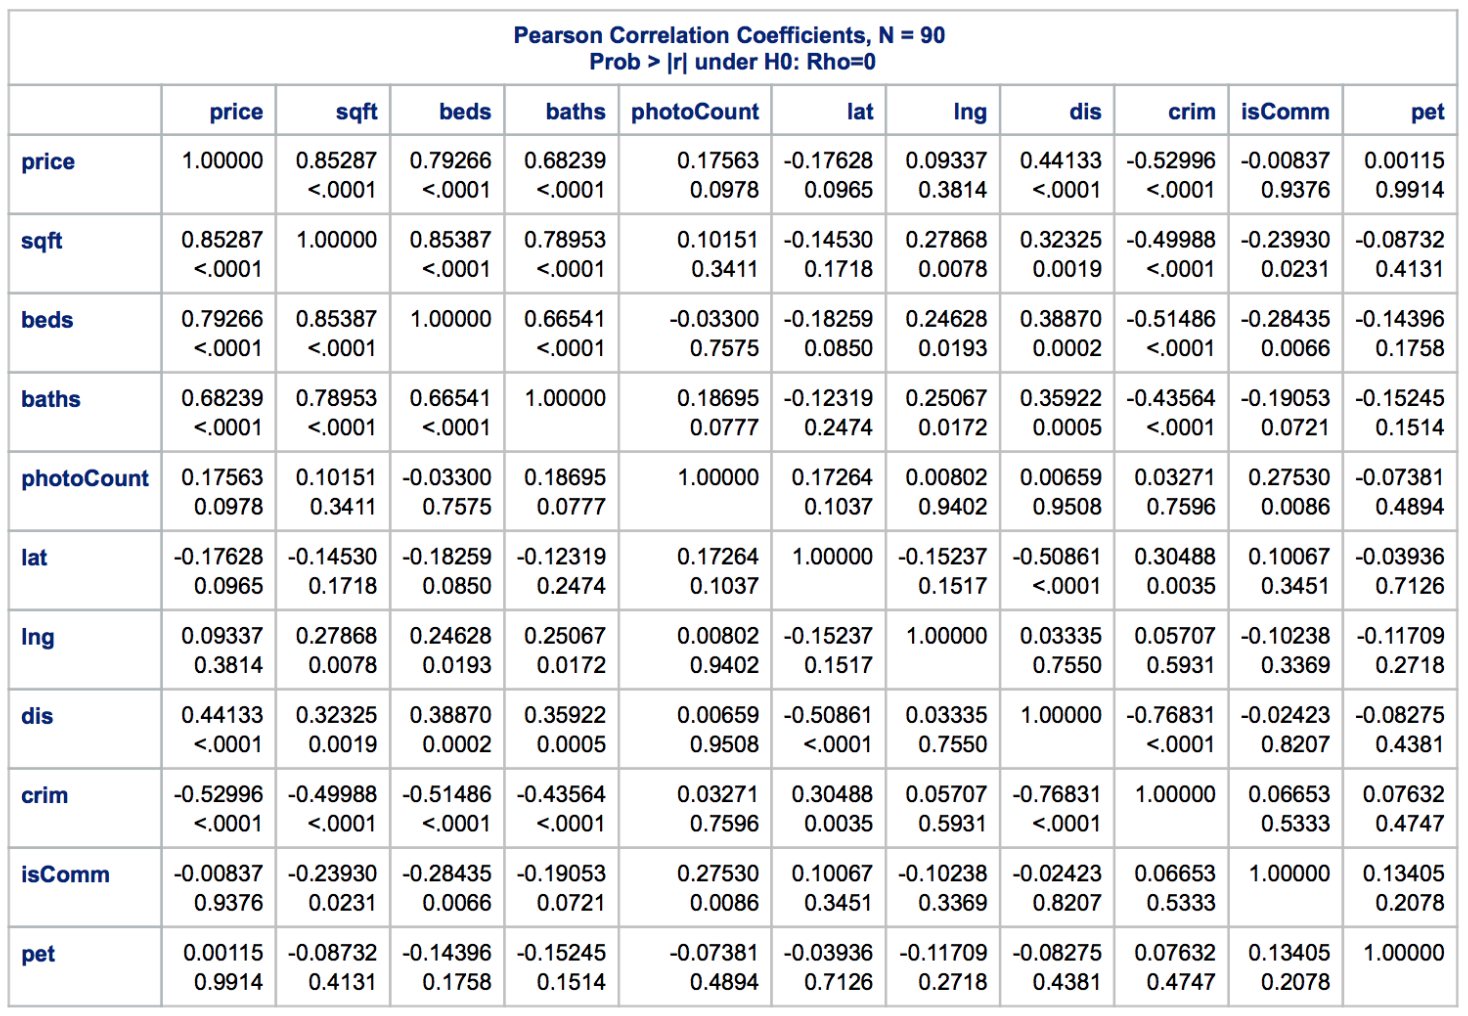 Pearson Correlation Coefficients, N = 90
Prob > |r| under H0: Rho=0
price sqft beds baths photoCount lat lng dis crim isComm pet
price 1.00000 0.85287 0.79266 0.68239 0.17563 -0.17628 0.09337 0.44133 -0.52996 -0.00837 0.00115
<.0001 <.0001 <.0001 0.0978 0.0965 0.3814 <.0001 <.0001 0.9376 0.9914
sqft 0.85287 1.00000 0.85387 0.78953 0.10151 -0.14530 0.27868 0.32325 -0.49988 -0.23930 -0.08732
<.0001 <.0001 <.0001 0.3411 0.1718 0.0078 0.0019 <.0001 0.0231 0.4131
beds 0.79266 0.85387 1.00000 0.66541 -0.03300 -0.18259 0.24628 0.38870 -0.51486 -0.28435 -0.14396
<.0001 <.0001 <.0001 0.7575 0.0850 0.0193 0.0002 <.0001 0.0066 0.1758
baths 0.68239 0.78953 0.66541 1.00000 0.18695 -0.12319 0.25067 0.35922 -0.43564 -0.19053 -0.15245
<.0001 <.0001 <.0001 0.0777 0.2474 0.0172 0.0005 <.0001 0.0721 0.1514
photoCount 0.17563 0.10151 -0.03300 0.18695 1.00000 0.17264 0.00802 0.00659 0.03271 0.27530 -0.07381
0.0978 0.3411 0.7575 0.0777 0.1037 0.9402 0.9508 0.7596 0.0086 0.4894
lat -0.17628 -0.14530 -0.18259 -0.12319 0.17264 1.00000 -0.15237 -0.50861 0.30488 0.10067 -0.03936
0.0965 0.1718 0.0850 0.2474 0.1037 0.1517 <.0001 0.0035 0.3451 0.7126
lng 0.09337 0.27868 0.24628 0.25067 0.00802 -0.15237 1.00000 0.03335 0.05707 -0.10238 -0.11709
0.3814 0.0078 0.0193 0.0172 0.9402 0.1517 0.7550 0.5931 0.3369 0.2718
dis 0.44133 0.32325 0.38870 0.35922 0.00659 -0.50861 0.03335 1.00000 -0.76831 -0.02423 -0.08275
<.0001 0.0019 0.0002 0.0005 0.9508 <.0001 0.7550 <.0001 0.8207 0.4381
crim -0.52996 -0.49988 -0.51486 -0.43564 0.03271 0.30488 0.05707 -0.76831 1.00000 0.06653 0.07632
<.0001 <.0001 <.0001 <.0001 0.7596 0.0035 0.5931 <.0001 0.5333 0.4747
isComm -0.00837 -0.23930 -0.28435 -0.19053 0.27530 0.10067 -0.10238 -0.02423 0.06653 1.00000 0.13405
0.9376 0.0231 0.0066 0.0721 0.0086 0.3451 0.3369 0.8207 0.5333 0.2078
pet 0.00115 -0.08732 -0.14396 -0.15245 -0.07381 -0.03936 -0.11709 -0.08275 0.07632 0.13405 1.00000
0.9914 0.4131 0.1758 0.1514 0.4894 0.7126 0.2718 0.4381 0.4747 0.2078